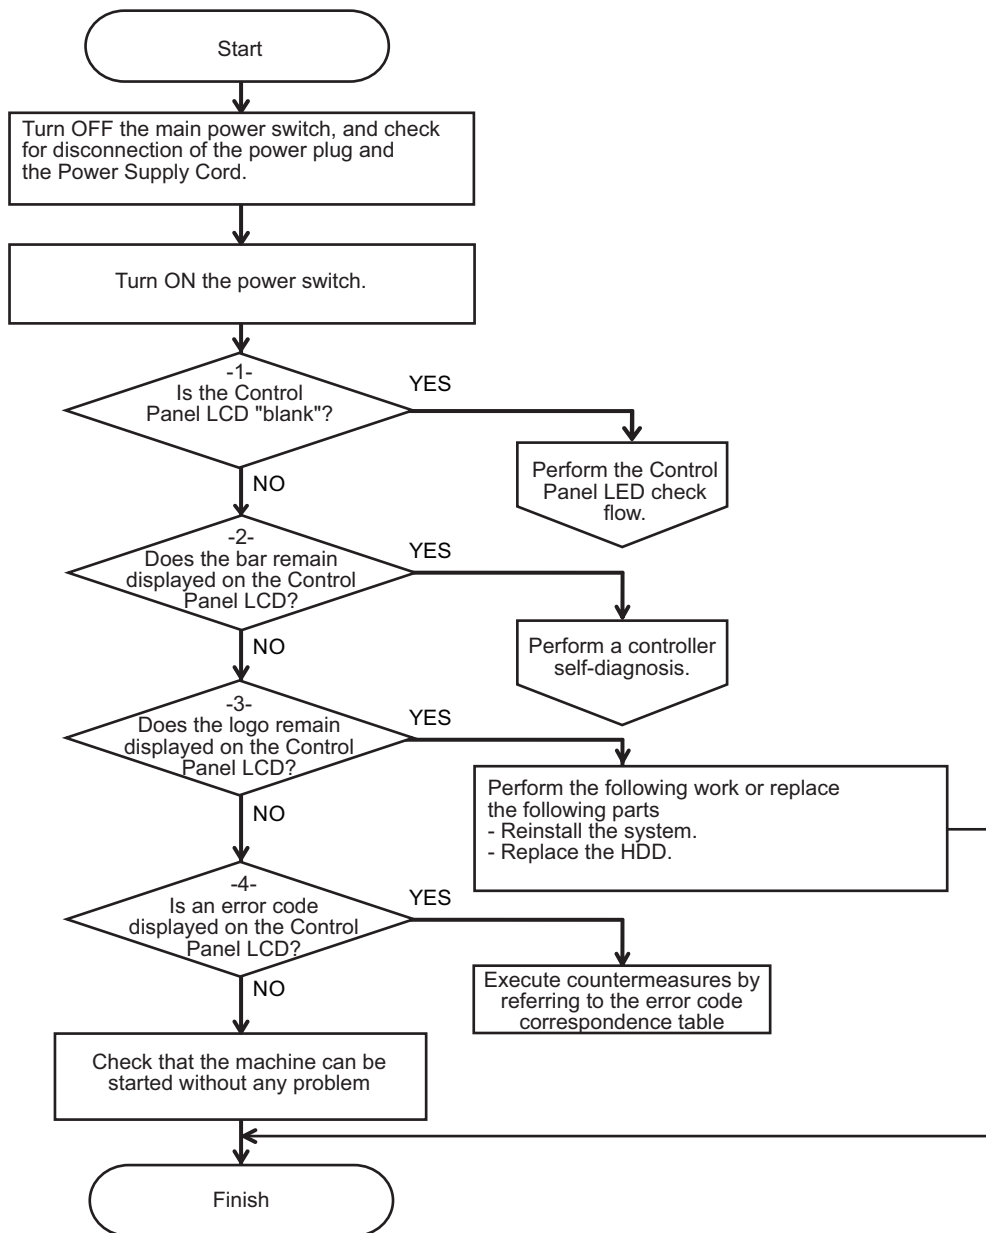 Start
Turn OFF the main power switch, and check
for disconnection of the power plug and
the Power Supply Cord.
Turn ON the power switch.
-1-
Is the Control
Panel LCD "blank"?
YES
NO
Perform the Control
Panel LED check
flow.
-2-
Does the bar remain
displayed on the Control
Panel LCD?
YES
NO
Perform a controller
self-diagnosis.
-3-
Does the logo remain
displayed on the Control
Panel LCD?
YES
NO
Perform the following work or replace
the following parts
- Reinstall the system.
- Replace the HDD.
-4-
Is an error code
displayed on the Control
Panel LCD?
YES
NO
Execute countermeasures by
referring to the error code
correspondence table
Check that the machine can be
started without any problem
Finish